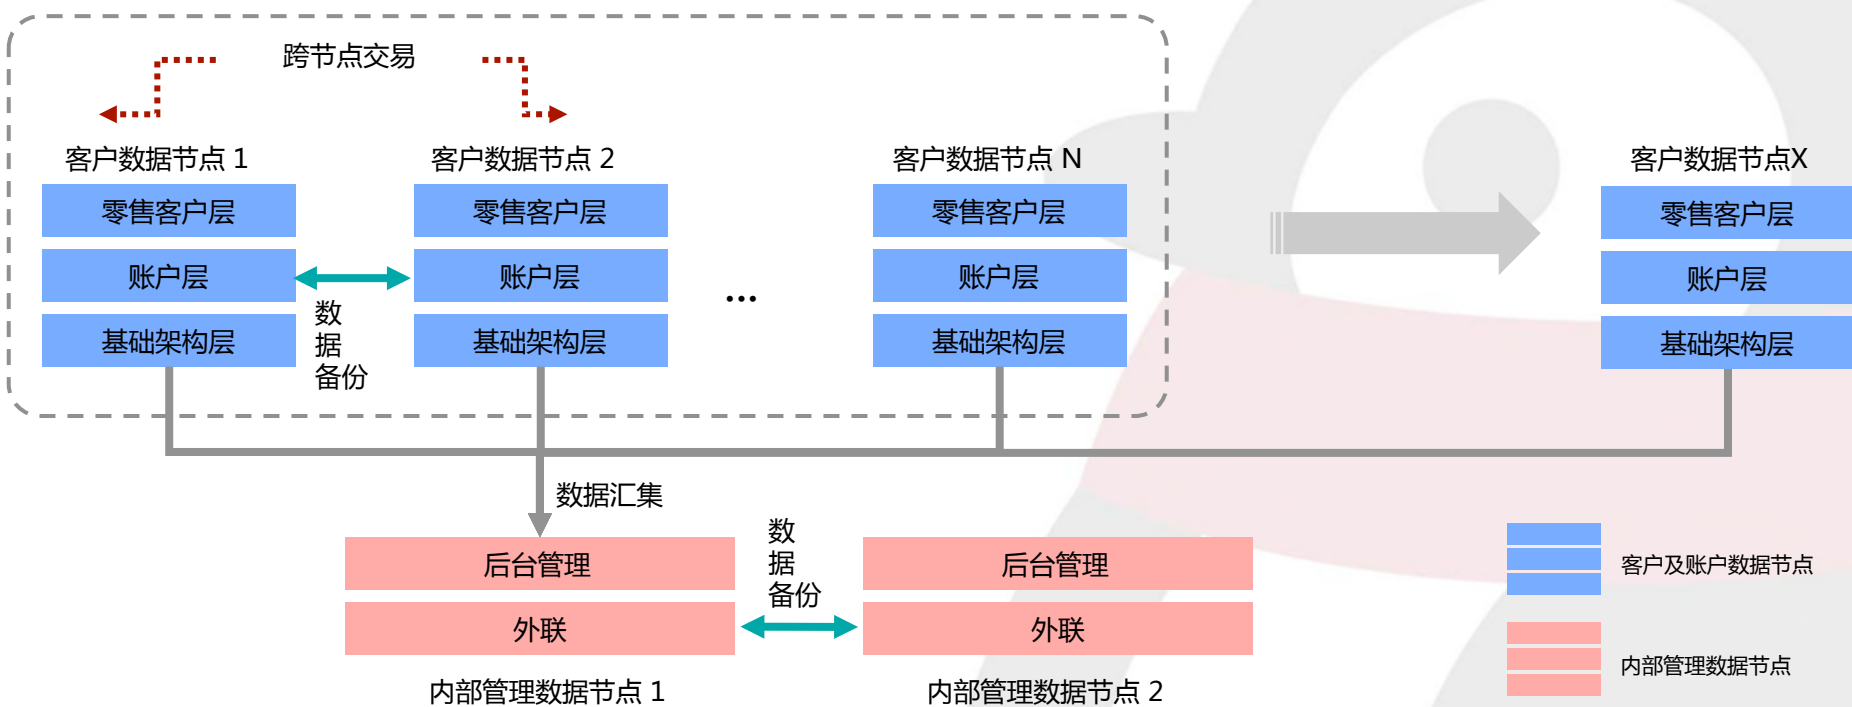 跨节点交易
客户数据节点 1
客户数据节点 2
客户数据节点 N
客户数据节点X
零售客户层
零售客户层
零售客户层
零售客户层
账户层
账户层
账户层
账户层
数
据
备份
...
基础架构层
基础架构层
基础架构层
基础架构层
数据汇集
数
据
备份
后台管理
后台管理
外联
外联
内部管理数据节点 1
内部管理数据节点 2
客户及账户数据节点
内部管理数据节点